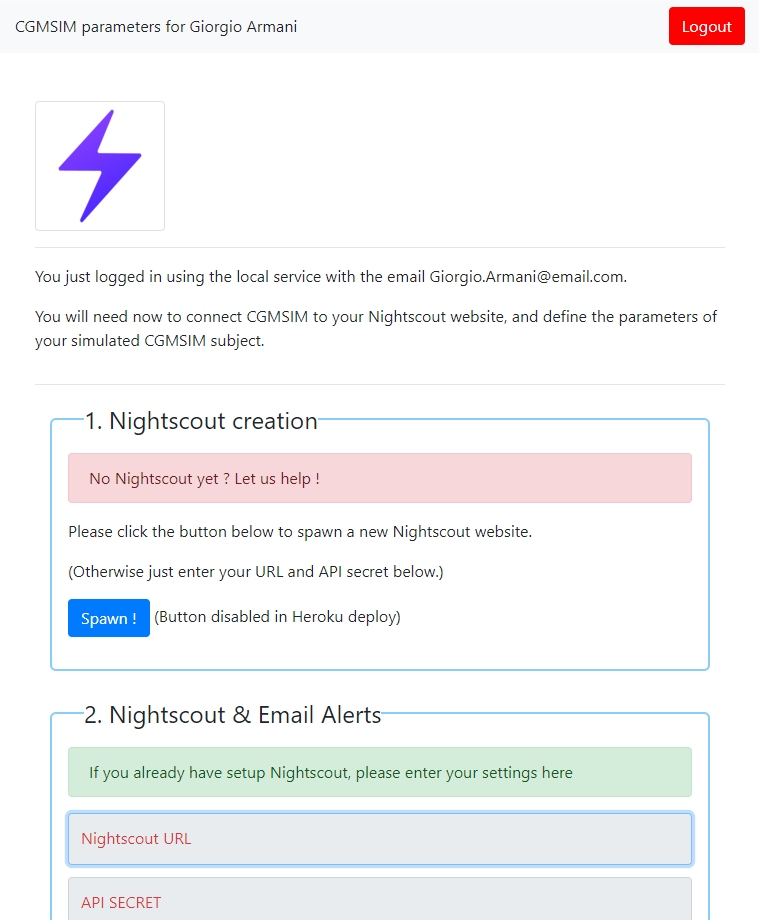 CGMSIM parameters for Giorgio Armani
Logout
You just logged in using the local service with the email Giorgio.Armani@email.com.
You will need now to connect CGMSIM to your Nightscout website, and define the parameters of
your simulated CGMSIM subject.
1. Nightscout creation
No Nightscout yet ? Let us help !
Please click the button below to spawn a new Nightscout website.
(Otherwise just enter your URL and API secret below.)
Spawn ! (Button disabled in Heroku deploy)
2. Nightscout & Email Alerts
If you already have setup Nightscout, please enter your settings here
Nightscout URL
API SECRET